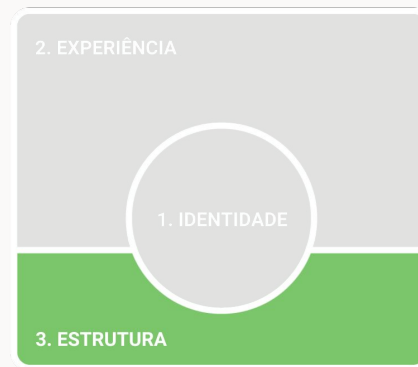 2. EXPERIÊNCIA
1. IDENTIDADE
3. ESTRUTURA